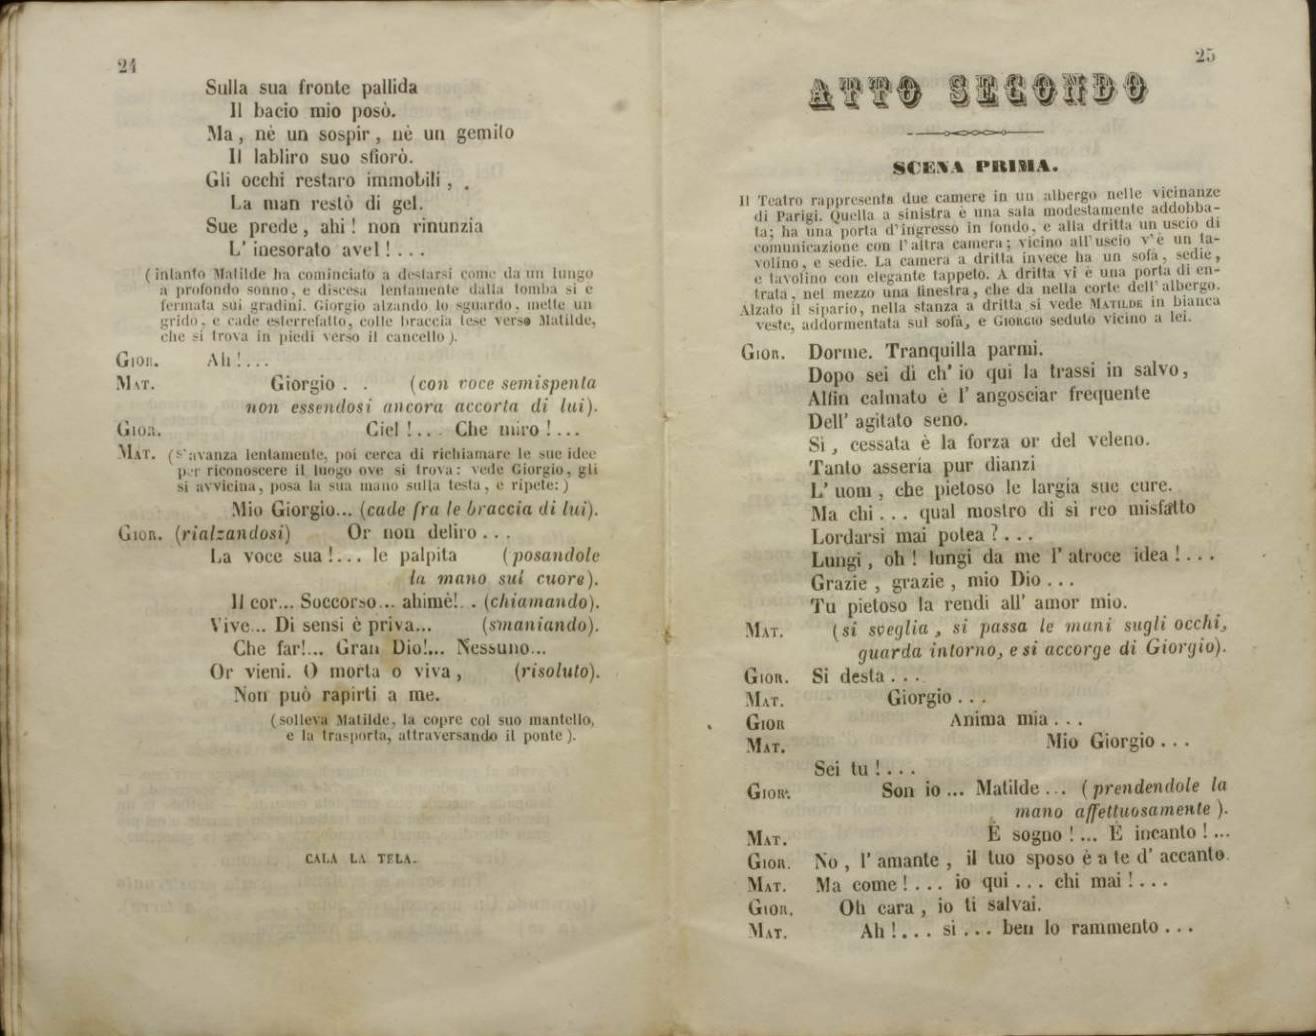 24
Sulla sua fronte pallida
Il bacio mio posò.
Ma, nè un sospir, nè un gemito
Il labbro suo sfiorò.
Gli occhi restaro immobili,
La man restò di gel.
Sue prede, ahi! non rinunzia
L' inesorato avel!...
(intanto Matilde ha cominciato a destarsi come da un lungo
a profondo sonno, e discesa lentamente dalla tomba si è
fermata sui gradini. Giorgio alzando lo sguardo, mette un
grido, e cade esterrefatto, colle braccia tese verso Matilde,
che si trova in piedi verso il cancello).
GIOR. Ah!...
MAT. Giorgio . . (con voce semispenta
non essendosi ancora accorta di lui).
GIOR. Ciel!... Che miro!...
MAT. (s'avanza lentamente, poi cerca di richiamare le sue idee
per riconoscere il luogo ove si trova: vede Giorgio, gli
si avvicina, posa la sua mano sulla testa, e ripete:)
Mio Giorgio... (cade fra le braccia di lui).
GIOR. (rialzandosi) Or non deliro...
La voce sua!... le palpita (posandole
la mano sul cuore).
Il cor... Soccorso... ahimè!. . (chiamando).
Vive... Di sensi è priva... (smaniando).
Che far!... Gran Dio!... Nessuno...
Or vieni. O morta o viva, (risoluto).
Non può rapirti a me.
(solleva Matilde, la copre col suo mantello,
e la trasporta, attraversando il ponte).
CALA LA TELA.
25
ATTO SECONDO
SCENA PRIMA.
Il Teatro rappresenta due camere in un albergo nelle vicinanze
di Parigi. Quella a sinistra è una sala modestamente addobba-
ta; ha una porta d'ingresso in fondo, e alla dritta un uscio di
comunicazione con l'altra camera; vicino all'uscio v'è un ta-
volino, e sedie. La camera a dritta invece ha un sofà, sedie,
e tavolino con elegante tappeto. A dritta vi è una porta di en-
trata, nel mezzo una finestra, che da nella corte dell'albergo.
Alzato il sipario, nella stanza a dritta si vede MATILDE in bianca
veste, addormentata sul sofà, e GIORGIO seduto vicino a lei.
GIOR. Dorme. Tranquilla parmi.
Dopo sei dì ch' io qui la trassi in salvo,
Alfin calmato è l' angosciar frequente
Dell' agitato seno.
Sì, cessata è la forza or del veleno.
Tanto asseria pur dianzi
L' uom, che pietoso le largia sue cure.
Ma chi... qual mostro di sì reo misfatto
Lordarsi mai potea?...
Lungi, oh! lungi da me l' atroce idea!...
Grazie, grazie, mio Dio...
Tu pietoso la rendi all' amor mio.
MAT. (si sveglia, si passa le mani sugli occhi,
guarda intorno, e si accorge di Giorgio).
GIOR. Si desta...
MAT. Giorgio...
GIOR Anima mia...
MAT. Mio Giorgio...
Sei tu!...
GIOR. Son io... Matilde... (prendendole la
mano affettuosamente).
MAT. È sogno!... È incanto!...
GIOR. No, l' amante, il tuo sposo è a te d' accanto.
MAT. Ma come!... io qui... chi mai!...
GIOR. Oh cara, io ti salvai.
MAT. Ah!... sì... ben lo rammento...